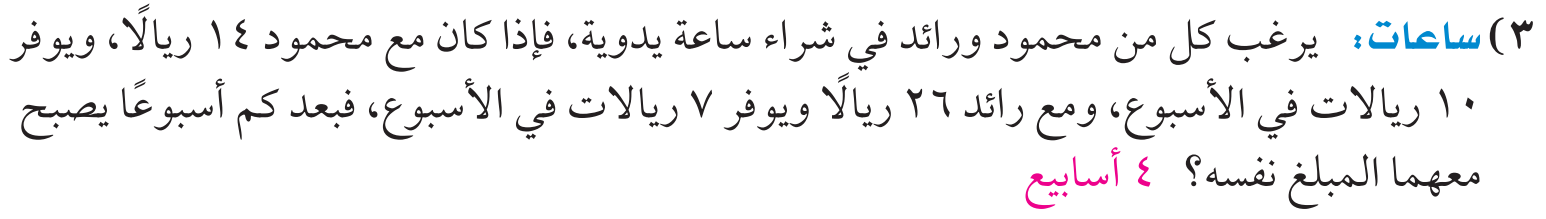 ٣) ساعات: يرغب كل من محمود ورائد في شراء ساعة يدوية، فإذا كان مع محمود ١٤ ريالًا، ويوفر
١٠ ريالات في الأسبوع، ومع رائد ٢٦ ريالًا ويوفر ٧ ريالات في الأسبوع، فبعد كم أسبوعًا يصبح
معهما المبلغ نفسه؟ ٤ أسابيع